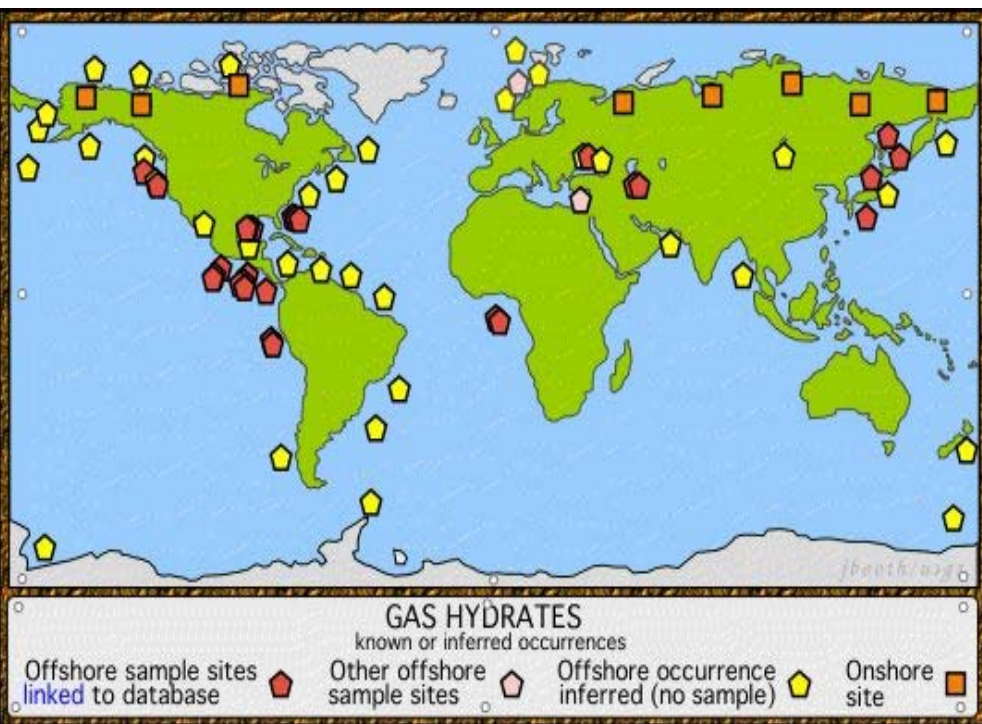 jbooth/usgs
GAS HYDRATES
known or inferred occurrences
Offshore sample sites
linked to database
Other offshore
sample sites
Offshore occurrence
inferred (no sample)
Onshore
site